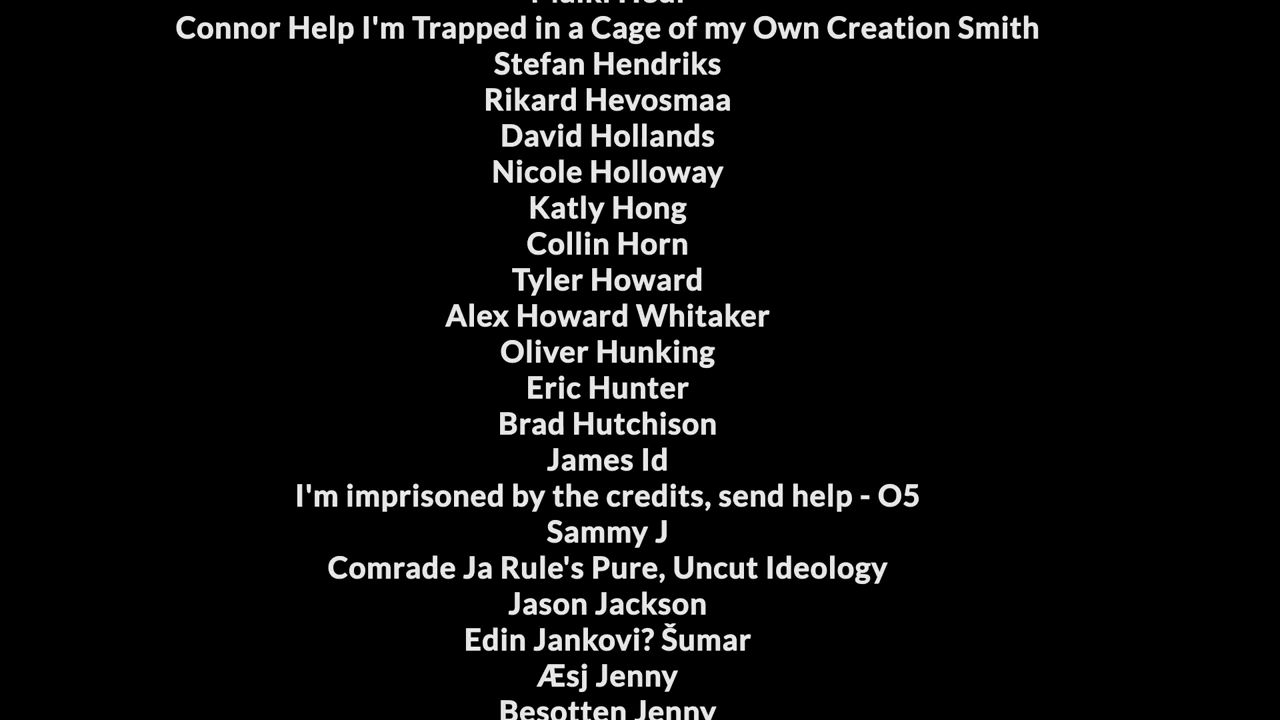 Connor Help I'm Trapped in a Cage of my Own Creation Smith
Stefan Hendriks
Rikard Hevosmaa
David Hollands
Nicole Holloway
Katly Hong
Collin Horn
Tyler Howard
Alex Howard Whitaker
Oliver Hunking
Eric Hunter
Brad Hutchison
James Id
I'm imprisoned by the credits, send help - O5
Sammy J
Comrade Ja Rule's Pure, Uncut Ideology
Jason Jackson
Edin Jankovi? Šumar
Æsj Jenny
Besotten Jenny